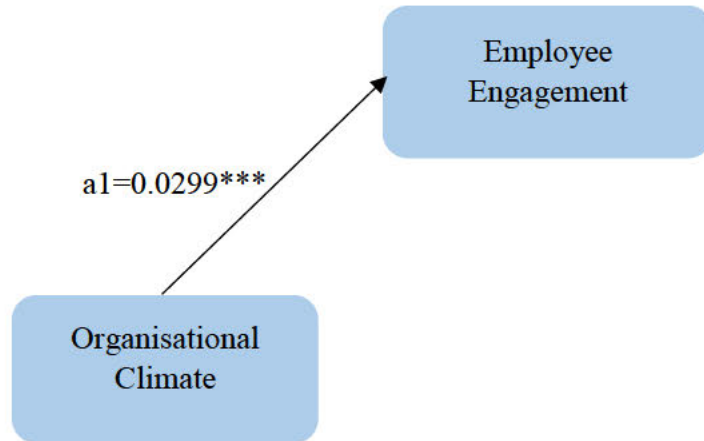 Employee
Engagement
a1=0.0299***
Organisational
Climate